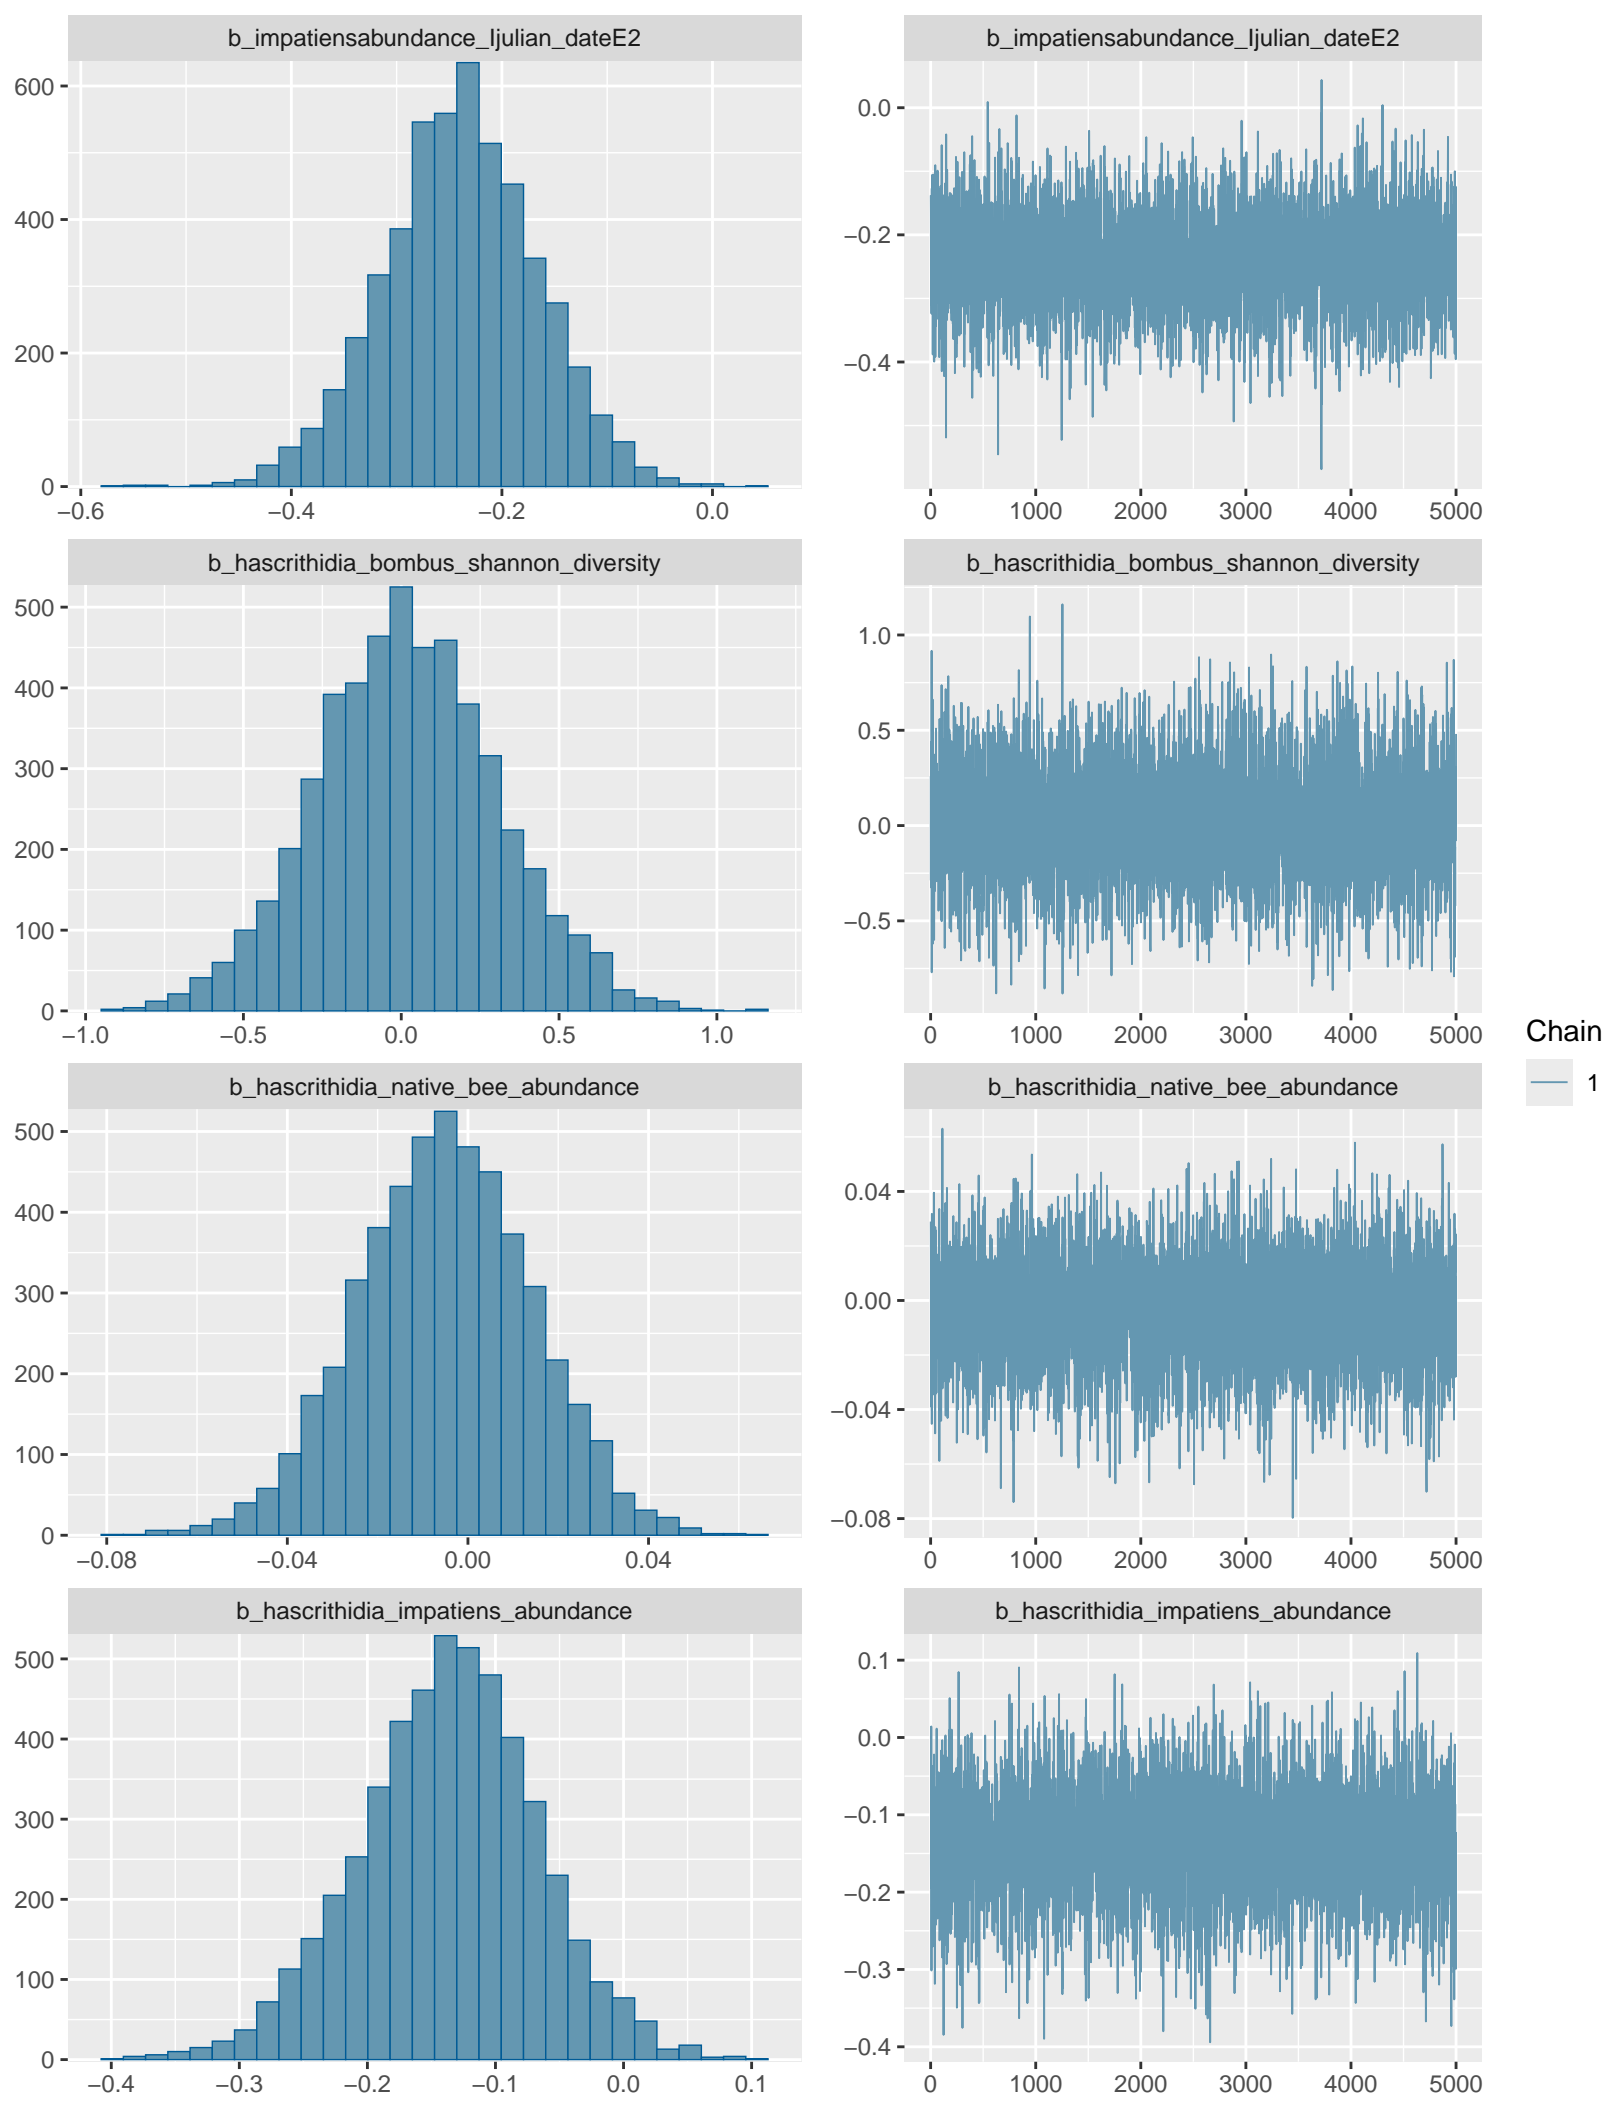 b_impatiensabundance_Ijulian_dateE2
600
400
200
0
−0.6 −0.4 −0.2 0.0
b_impatiensabundance_Ijulian_dateE2
0.0
−0.2
−0.4
0 1000 2000 3000 4000 5000
b_hascrithidia_bombus_shannon_diversity
500
400
300
200
100
0
−1.0 −0.5 0.0 0.5 1.0
b_hascrithidia_bombus_shannon_diversity
1.0
0.5
0.0
−0.5
0 1000 2000 3000 4000 5000
b_hascrithidia_native_bee_abundance
500
400
300
200
100
0
−0.08 −0.04 0.00 0.04
b_hascrithidia_native_bee_abundance
0.04
0.00
−0.04
−0.08
0 1000 2000 3000 4000 5000
b_hascrithidia_impatiens_abundance
500
400
300
200
100
0
−0.4 −0.3 −0.2 −0.1 0.0 0.1
b_hascrithidia_impatiens_abundance
0.1
0.0
−0.1
−0.2
−0.3
−0.4
0 1000 2000 3000 4000 5000
Chain
1